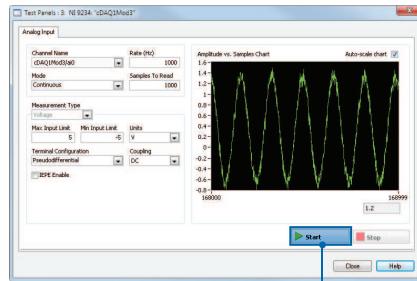 Test Panels : 3: NI 9234: "cDAQ1Mod3"
Analog Input
Channel Name
Rate (Hz)
cDAQ1Mod3/ai0
1000
Mode
Samples To Read
Continuous
1000
Measurement Type
Voltage
Max Input Limit
Min Input Limit
Units
5
-5
V
Terminal Configuration
Coupling
Pseudodifferential
DC
IEPE Enable
Amplitude vs. Samples Chart
Auto-scale chart
1.6
1.4
1.2
1
0.8
0.6
0.4
0.2
0
-0.2
-0.4
-0.6
-0.8
168000
168999
1.2
Start
Stop
Close
Help